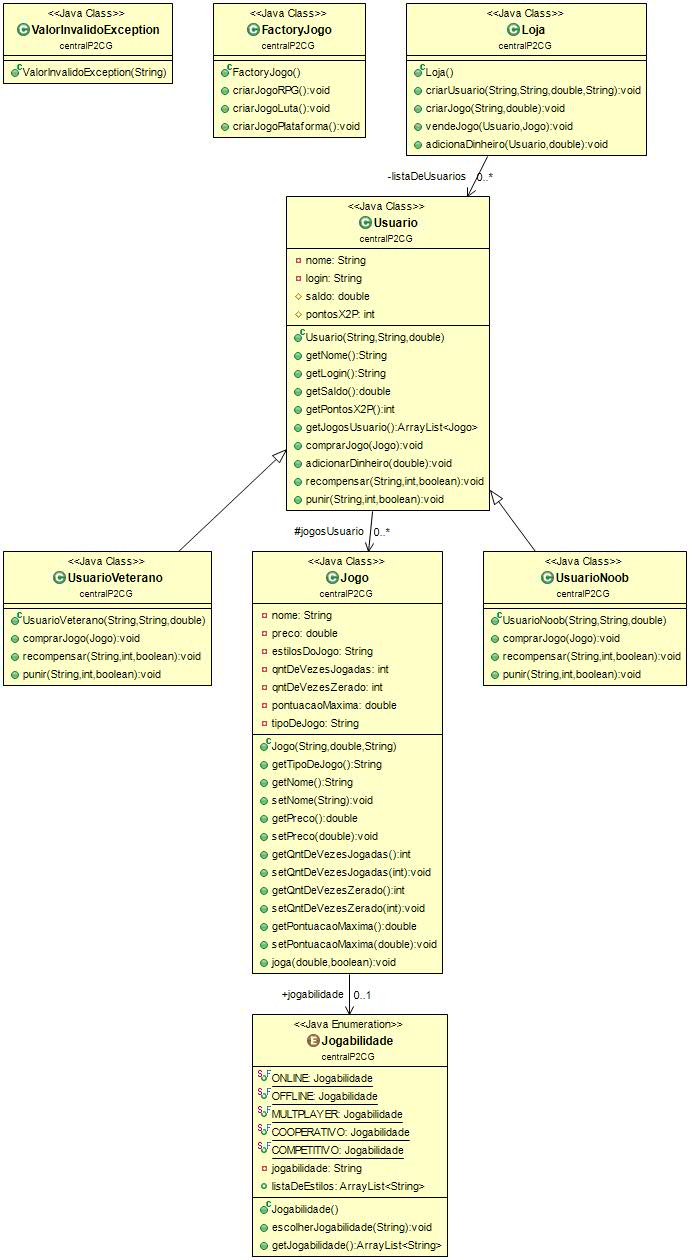 <<Java Class>>
ValorInvalidoException
centralP2CG
ValorInvalidoException(String)
<<Java Class>>
FactoryJogo
centralP2CG
FactoryJogo()
criarJogoRPG():void
criarJogoLuta():void
criarJogoPlataforma():void
<<Java Class>>
Loja
centralP2CG
Loja()
criarUsuario(String,String,double,String):void
criarJogo(String,double):void
vendeJogo(Usuario,Jogo):void
adicionaDinheiro(Usuario,double):void
-listaDeUsuarios 0..*
<<Java Class>>
Usuario
centralP2CG
nome: String
login: String
saldo: double
pontosX2P: int
Usuario(String,String,double)
getNome():String
getLogin():String
getSaldo():double
getPontosX2P():int
getJogosUsuario():ArrayList<Jogo>
comprarJogo(Jogo):void
adicionarDinheiro(double):void
recompensar(String,int,boolean):void
punir(String,int,boolean):void
#jogosUsuario 0..*
<<Java Class>>
UsuarioVeterano
centralP2CG
UsuarioVeterano(String,String,double)
comprarJogo(Jogo):void
recompensar(String,int,boolean):void
punir(String,int,boolean):void
<<Java Class>>
Jogo
centralP2CG
nome: String
preco: double
estilosDoJogo: String
qntDeVezesJogadas: int
qntDeVezesZerado: int
pontuacaoMaxima: double
tipoDeJogo: String
Jogo(String,double,String)
getTipoDeJogo():String
getNome():String
setNome(String):void
getPreco():double
setPreco(double):void
getQntDeVezesJogadas():int
setQntDeVezesJogadas(int):void
getQntDeVezesZerado():int
setQntDeVezesZerado(int):void
getPontuacaoMaxima():double
setPontuacaoMaxima(double):void
joga(double,boolean):void
<<Java Class>>
UsuarioNoob
centralP2CG
UsuarioNoob(String,String,double)
comprarJogo(Jogo):void
recompensar(String,int,boolean):void
punir(String,int,boolean):void
+jogabilidade 0..1
<<Java Enumeration>>
Jogabilidade
centralP2CG
ONLINE: Jogabilidade
OFFLINE: Jogabilidade
MULTPLAYER: Jogabilidade
COOPERATIVO: Jogabilidade
COMPETITIVO: Jogabilidade
jogabilidade: String
listaDeEstilos: ArrayList<String>
Jogabilidade()
escolherJogabilidade(String):void
getJogabilidade():ArrayList<String>